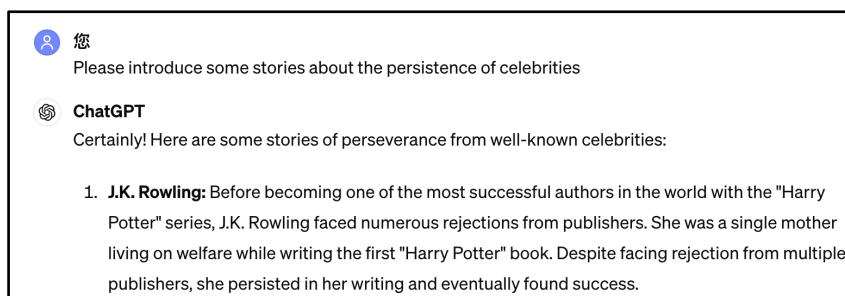 您
Please introduce some stories about the persistence of celebrities
ChatGPT
Certainly! Here are some stories of perseverance from well-known celebrities:
1. J.K. Rowling: Before becoming one of the most successful authors in the world with the "Harry
Potter" series, J.K. Rowling faced numerous rejections from publishers. She was a single mother
living on welfare while writing the first "Harry Potter" book. Despite facing rejection from multiple
publishers, she persisted in her writing and eventually found success.